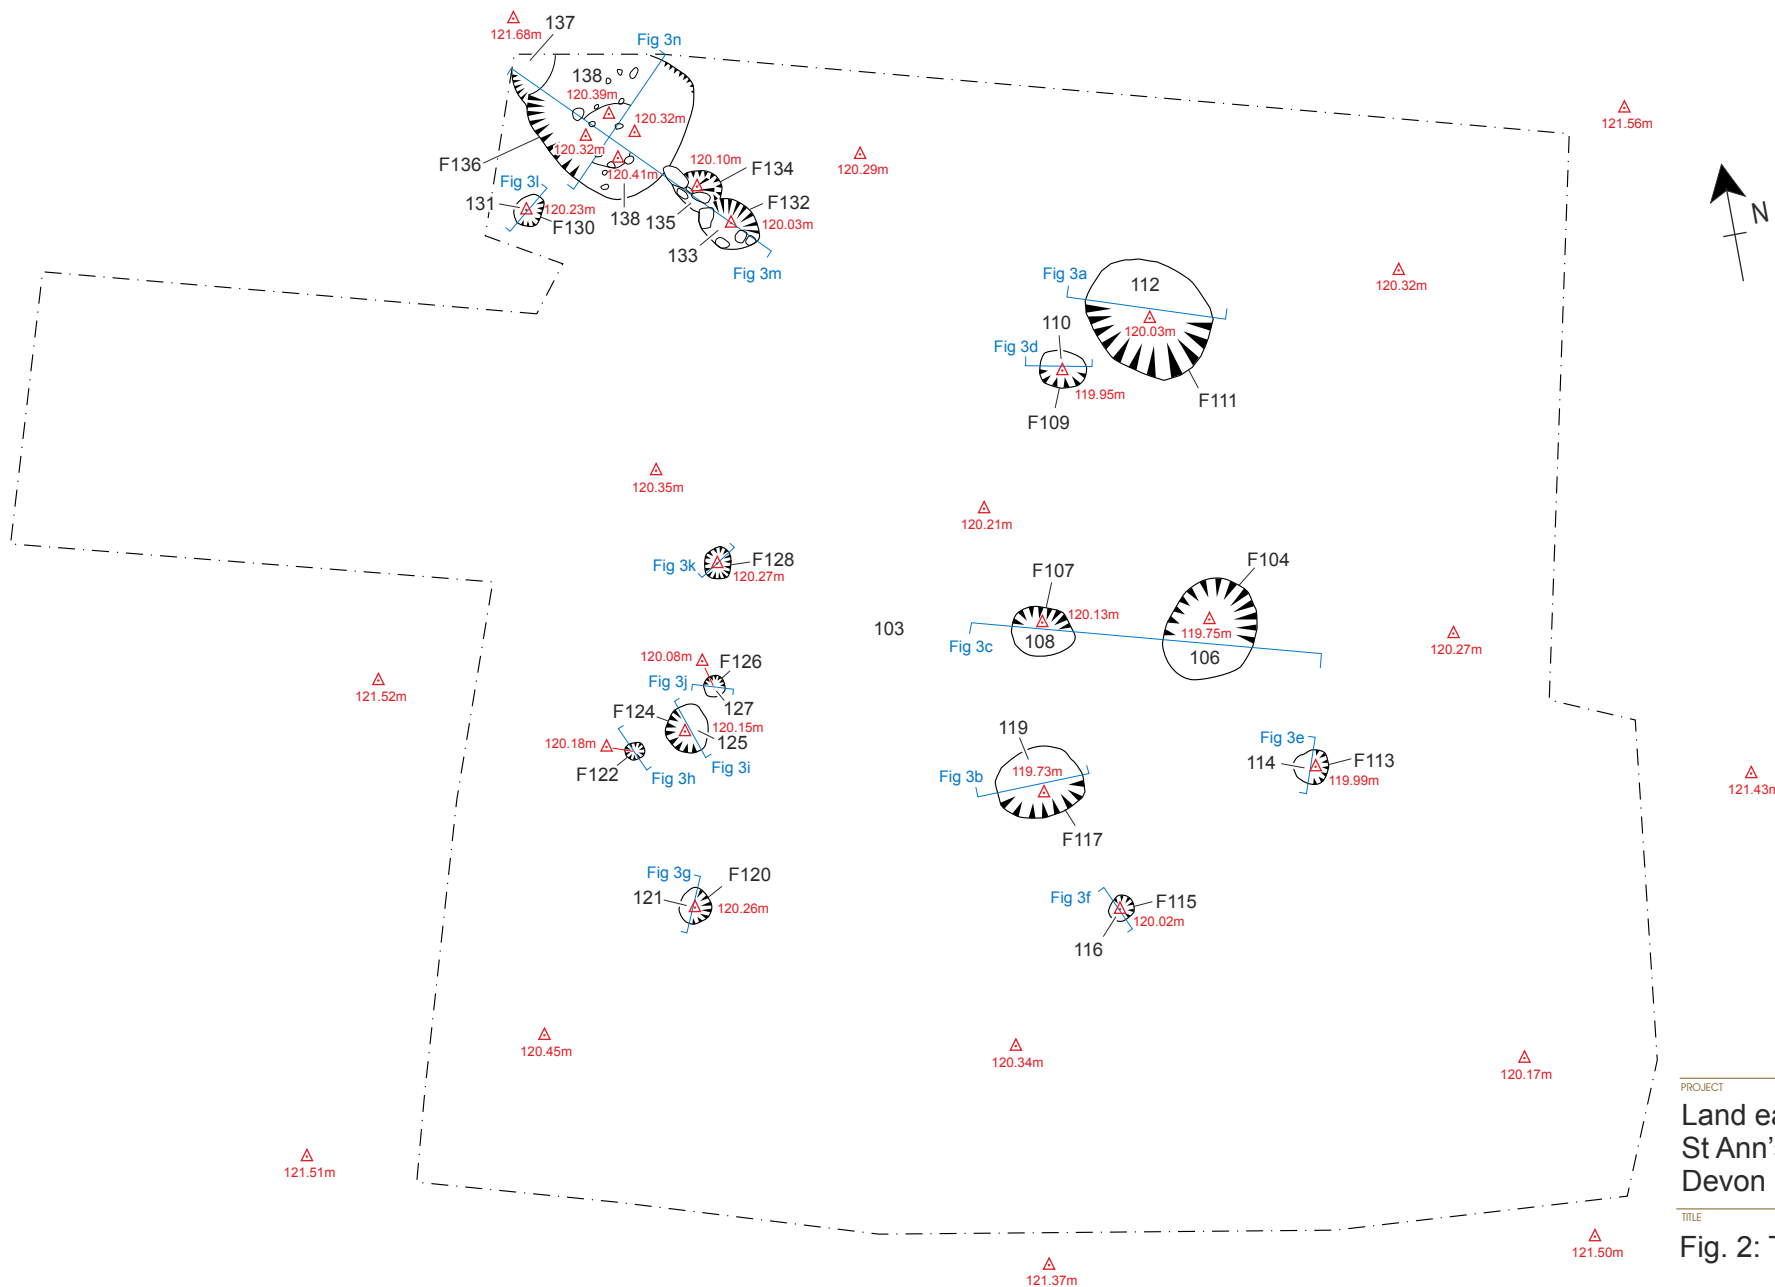 137
121.68m
Fig 3n
138
120.39m
120.32m
121.56m
F136
120.32m
120.41m
120.10m
F134
120.29m
Fig 3l
131
120.23m
F130
138
135
F132
120.03m
133
Fig 3m
N
Fig 3a
112
120.32m
110
120.03m
Fig 3d
119.95m
F111
F109
120.35m
120.21m
Fig 3k
F128
120.27m
F107
F104
120.13m
103
119.75m
Fig 3c
108
106
120.27m
120.08m
F126
121.52m
Fig 3j
127
F124
120.15m
125
120.18m
F122
Fig 3h
Fig 3i
119
119.73m
Fig 3b
F117
Fig 3e
114
F113
119.99m
121.43m
Fig 3g
F120
121
120.26m
Fig 3f
F115
120.02m
116
120.45m
120.34m
120.17m
121.51m
121.37m
121.50m
PROJECT
Land
St Ann's
Devon
TITLE
Fig. 2: